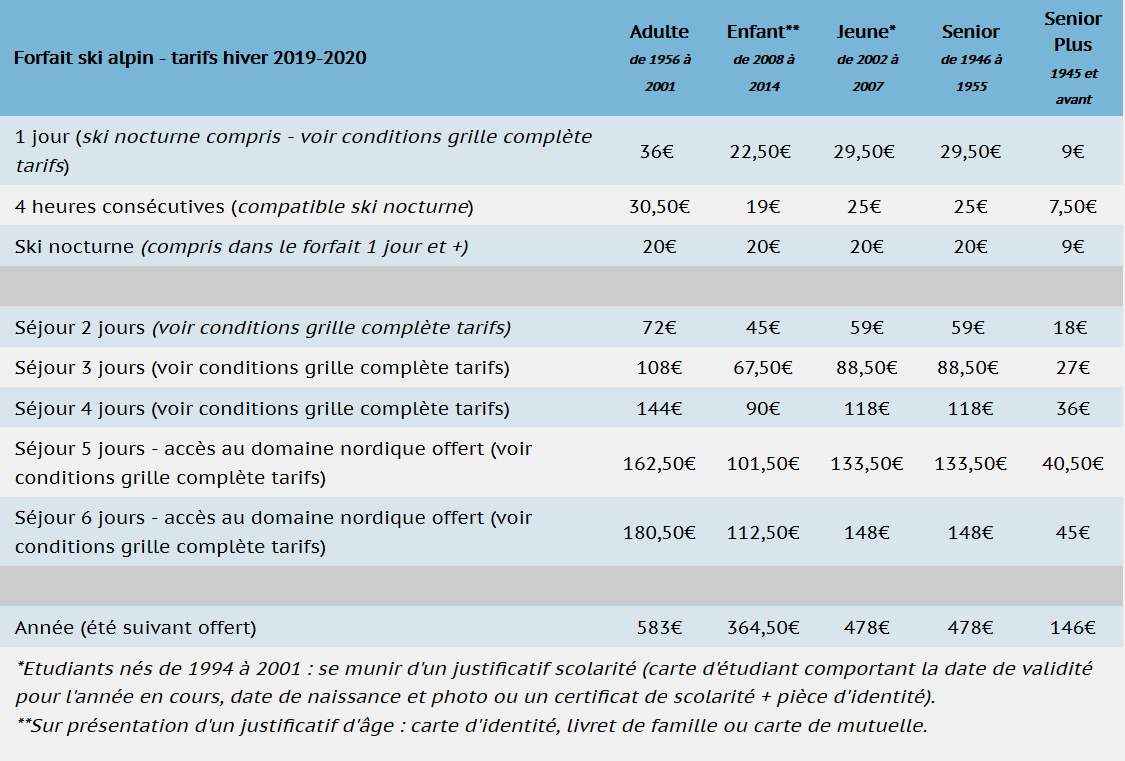 Forfait ski alpin - tarifs hiver 2019-2020 Adulte de 1956 à 2001 Enfant** de 2008 à 2014 Jeune* de 2002 à 2007 Senior de 1946 à 1955 Senior Plus 1945 et avant
1 jour (ski nocturne compris - voir conditions grille complète
tarifs) 36€ 22,50€ 29,50€ 29,50€ 9€
4 heures consécutives (compatible ski nocturne) 30,50€ 19€ 25€ 25€ 7,50€
Ski nocturne (compris dans le forfait 1 jour et +) 20€ 20€ 20€ 20€ 9€
Séjour 2 jours (voir conditions grille complète tarifs) 72€ 45€ 59€ 59€ 18€
Séjour 3 jours (voir conditions grille complète tarifs) 108€ 67,50€ 88,50€ 88,50€ 27€
Séjour 4 jours (voir conditions grille complète tarifs) 144€ 90€ 118€ 118€ 36€
Séjour 5 jours - accès au domaine nordique offert (voir
conditions grille complète tarifs) 162,50€ 101,50€ 133,50€ 133,50€ 40,50€
Séjour 6 jours - accès au domaine nordique offert (voir
conditions grille complète tarifs) 180,50€ 112,50€ 148€ 148€ 45€
Année (été suivant offert) 583€ 364,50€ 478€ 478€ 146€
*Etudiants nés de 1994 à 2001 : se munir d'un justificatif scolarité (carte d'étudiant comportant la date de validité
pour l'année en cours, date de naissance et photo ou un certificat de scolarité + pièce d'identité).
**Sur présentation d'un justificatif d'âge : carte d'identité, livret de famille ou carte de mutuelle.